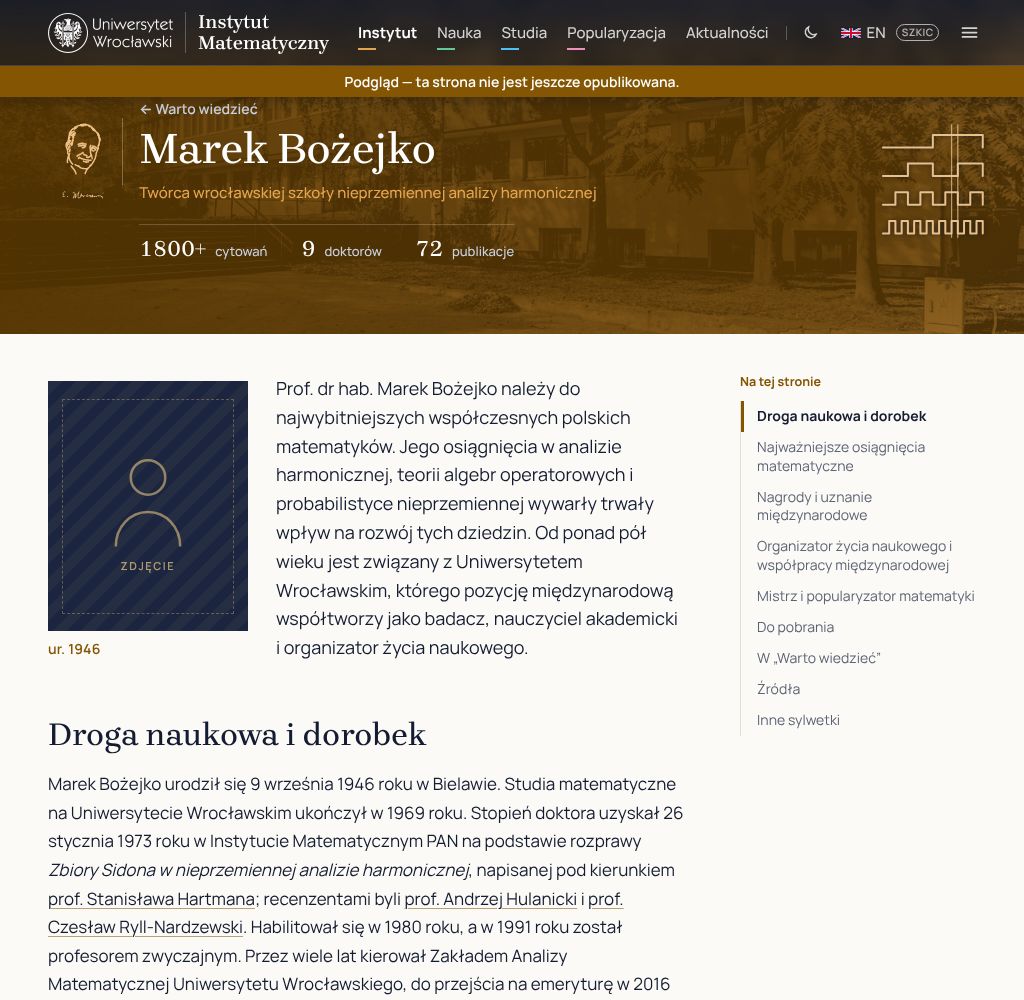 Uniwersytet
Wrocławski
Instytut
Matematyczny
Instytut
Nauka
Studia
Popularyzacja
Aktualności
EN
SZKIC
Podgląd — ta strona nie jest jeszcze opublikowana.
← Warto wiedzieć
Marek Bożejko
Twórca wrocławskiej szkoły nieprzemiennej analizy harmonicznej
1800+ cytowań 9 doktorów 72 publikacje
ZDJĘCIE
ur. 1946
Prof. dr hab. Marek Bożejko należy do
najwybitniejszych współczesnych polskich
matematyków. Jego osiągnięcia w analizie
harmonicznej, teorii algebr operatorowych i
probabilistyce nieprzemiennej wywarły trwały
wpływ na rozwój tych dziedzin. Od ponad pół
wieku jest związany z Uniwersytetem
Wrocławskim, którego pozycję międzynarodową
współtworzy jako badacz, nauczyciel akademicki
i organizator życia naukowego.
Na tej stronie
Droga naukowa i dorobek
Najważniejsze osiągnięcia
matematyczne
Nagrody i uznanie
międzynarodowe
Organizator życia naukowego i
współpracy międzynarodowej
Mistrz i popularyzator matematyki
Do pobrania
W „Warto wiedzieć”
Źródła
Inne sylwetki
Droga naukowa i dorobek
Marek Bożejko urodził się 9 września 1946 roku w Bielawie. Studia matematyczne
na Uniwersytecie Wrocławskim ukończył w 1969 roku. Stopień doktora uzyskał 26
stycznia 1973 roku w Instytucie Matematycznym PAN na podstawie rozprawy
Zbiory Sidona w nieprzemiennej analizie harmonicznej, napisanej pod kierunkiem
prof. Stanisława Hartmana; recenzentami byli prof. Andrzej Hulanicki i prof.
Czesław Ryll-Nardzewski. Habilitował się w 1980 roku, a w 1991 roku został
profesorem zwyczajnym. Przez wiele lat kierował Zakładem Analizy
Matematycznej Uniwersytetu Wrocławskiego, do przejścia na emeryturę w 2016